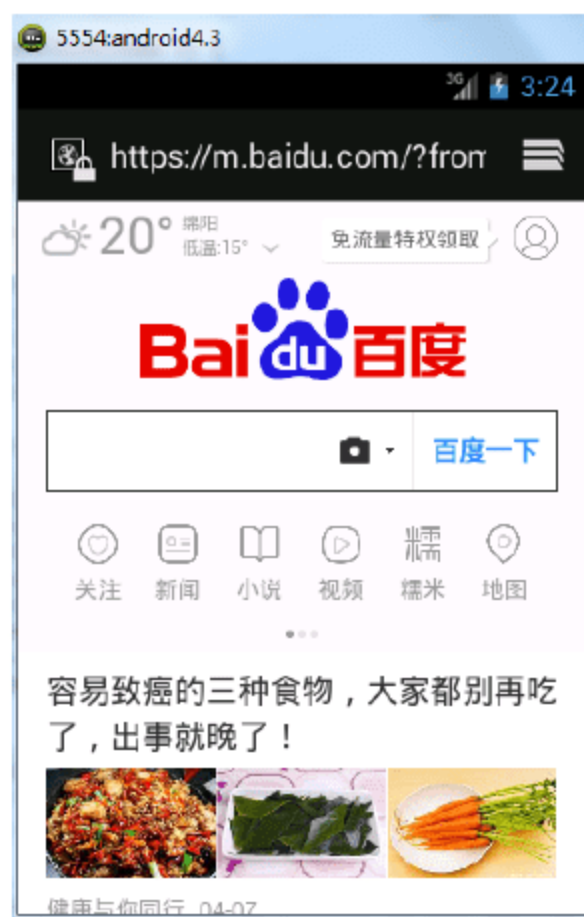 5554:android4.3
3G 3:24
https://m.baidu.com/?from
20° 绵阳
低温:15°
免流量特权领取
Bai du 百度
百度一下
关注 新闻 小说 视频 糯米 地图
糯
容易致癌的三种食物，大家都别再吃
了，出事就晚了！
健康与你同行 04-07